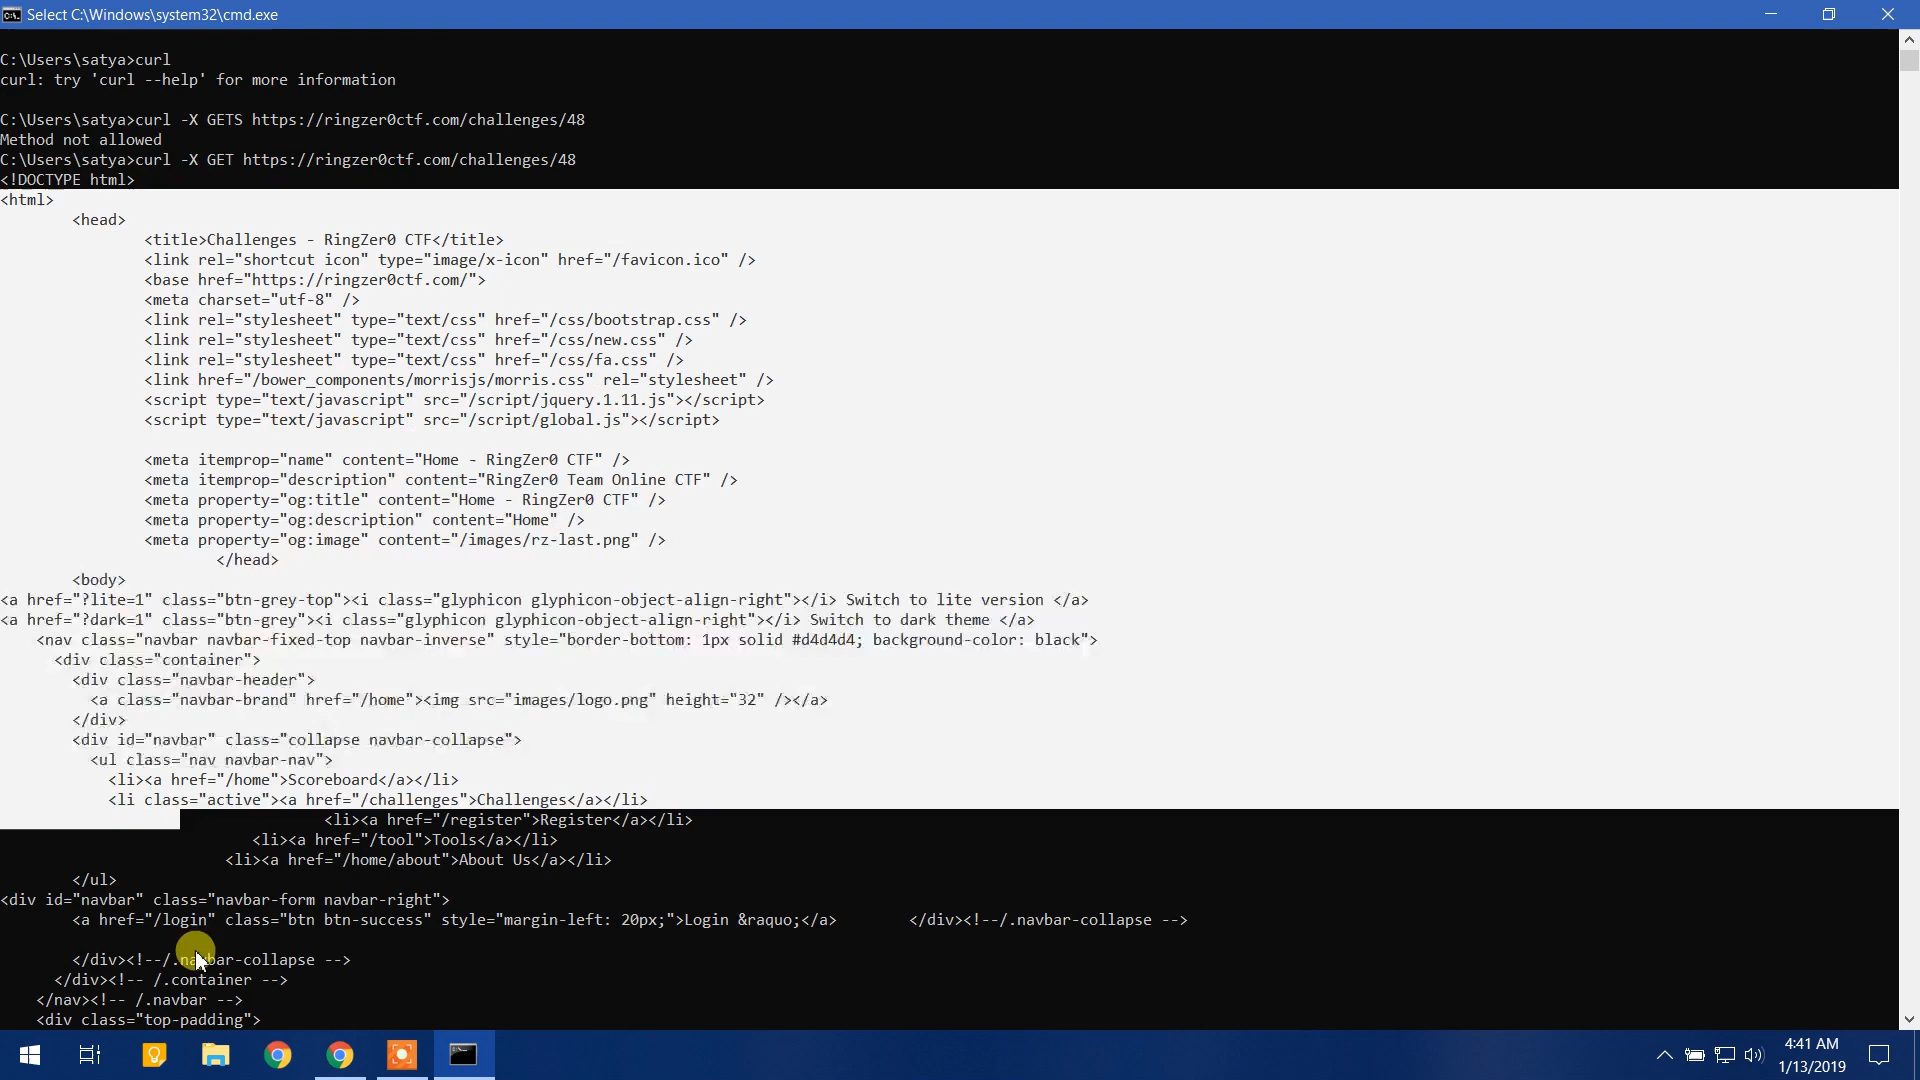 Select C:\Windows\system32\cmd.exe
C:\Users\satya>curl
curl: try 'curl --help' for more information
C:\Users\satya>curl -X GETS https://ringzer0ctf.com/challenges/48
Method not allowed
C:\Users\satya>curl -X GET https://ringzer0ctf.com/challenges/48
<!DOCTYPE html>
<html>
<head>
<title>Challenges - RingZer0 CTF</title>
<link rel="shortcut icon" type="image/x-icon" href="/favicon.ico" />
<base href="https://ringzer0ctf.com/">
<meta charset="utf-8" />
<link rel="stylesheet" type="text/css" href="/css/bootstrap.css" />
<link rel="stylesheet" type="text/css" href="/css/new.css" />
<link rel="stylesheet" type="text/css" href="/css/fa.css" />
<link href="/bower_components/morrisjs/morris.css" rel="stylesheet" />
<script type="text/javascript" src="/script/jquery.1.11.js"></script>
<script type="text/javascript" src="/script/global.js"></script>
<meta itemprop="name" content="Home - RingZer0 CTF" />
<meta itemprop="description" content="RingZer0 Team Online CTF" />
<meta property="og:title" content="Home - RingZer0 CTF" />
<meta property="og:description" content="Home" />
<meta property="og:image" content="/images/rz-last.png" />
</head>
<body>
<a href="?lite=1" class="btn-grey-top"><i class="glyphicon glyphicon-object-align-right"></i> Switch to lite version </a>
<a href="?dark=1" class="btn-grey"><i class="glyphicon glyphicon-object-align-right"></i> Switch to dark theme </a>
<nav class="navbar navbar-fixed-top navbar-inverse" style="border-bottom: 1px solid #d4d4d4; background-color: black">
<div class="container">
<div class="navbar-header">
<a class="navbar-brand" href="/home"><img src="images/logo.png" height="32" /></a>
</div>
<div id="navbar" class="collapse navbar-collapse">
<ul class="nav navbar-nav">
<li><a href="/home">Scoreboard</a></li>
<li class="active"><a href="/challenges">Challenges</a></li>
<li><a href="/register">Register</a></li>
<li><a href="/tool">Tools</a></li>
<li><a href="/home/about">About Us</a></li>
</ul>
<div id="navbar" class="navbar-form navbar-right">
<a href="/login" class="btn btn-success" style="margin-left: 20px;">Login &raquo;</a> </div><!--/.navbar-collapse -->
</div><!--/.navbar-collapse -->
</div><!-- /.container -->
</nav><!-- /.navbar -->
<div class="top-padding">
4:41 AM
1/13/2019